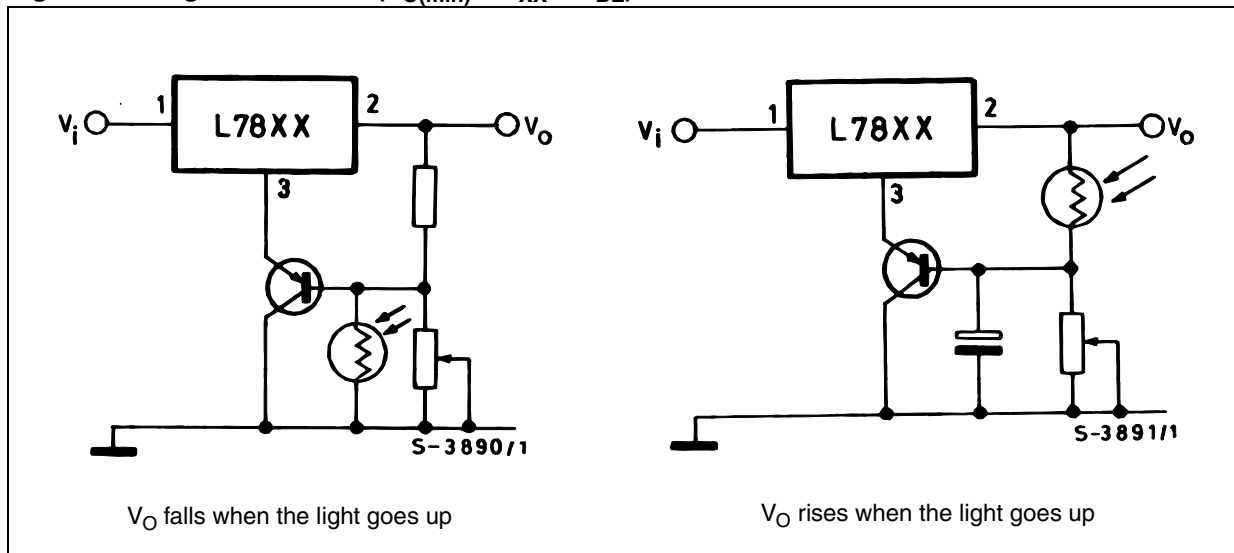 1
L78XX
2
Vi
Vo
3
S-3890/1
VO falls when the light goes up
1
L78XX
2
Vi
Vo
3
S-3891/1
VO rises when the light goes up